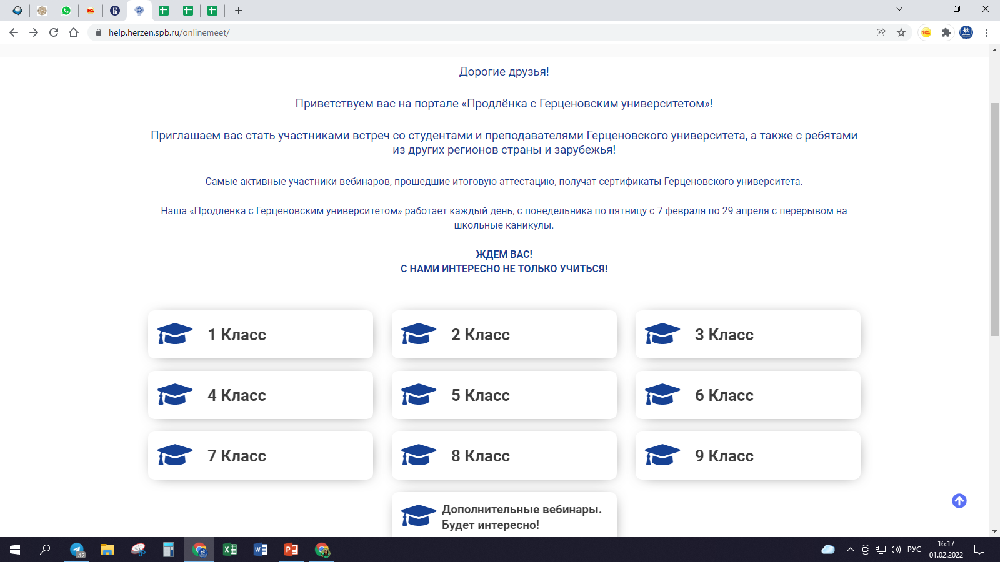 help.herzen.spb.ru/onlinemeet/
Дорогие друзья!
Приветствуем вас на портале «Продлёнка с Герценовским университетом»!
Приглашаем вас стать участниками встреч со студентами и преподавателями Герценовского университета, а также с ребятами
из других регионов страны и зарубежья!
Самые активные участники вебинаров, прошедшие итоговую аттестацию, получат сертификаты Герценовского университета.
Наша «Продленка с Герценовским университетом» работает каждый день, с понедельника по пятницу с 7 февраля по 29 апреля с перерывом на
школьные каникулы.
ЖДЕМ ВАС!
С НАМИ ИНТЕРЕСНО НЕ ТОЛЬКО УЧИТЬСЯ!
1 Класс
2 Класс
3 Класс
4 Класс
5 Класс
6 Класс
7 Класс
8 Класс
9 Класс
Дополнительные вебинары.
Будет интересно!
РУС
16:17
01.02.2022